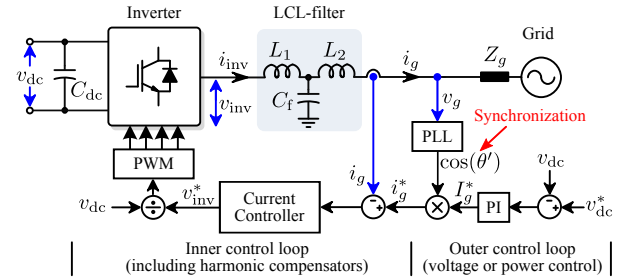 Inverter
LCL-filter
Grid
v_dc
C_dc
i_inv
v_inv
L_1
L_2
C_f
i_g
Z_g
v_g
Synchronization
PLL
cos(θ')
PWM
i_g
v_dc
v_dc
÷
v*_inv
Current
Controller
- +
i*_g
×
I*_g
PI
- +
v*_dc
Inner control loop
(including harmonic compensators)
Outer control loop
(voltage or power control)